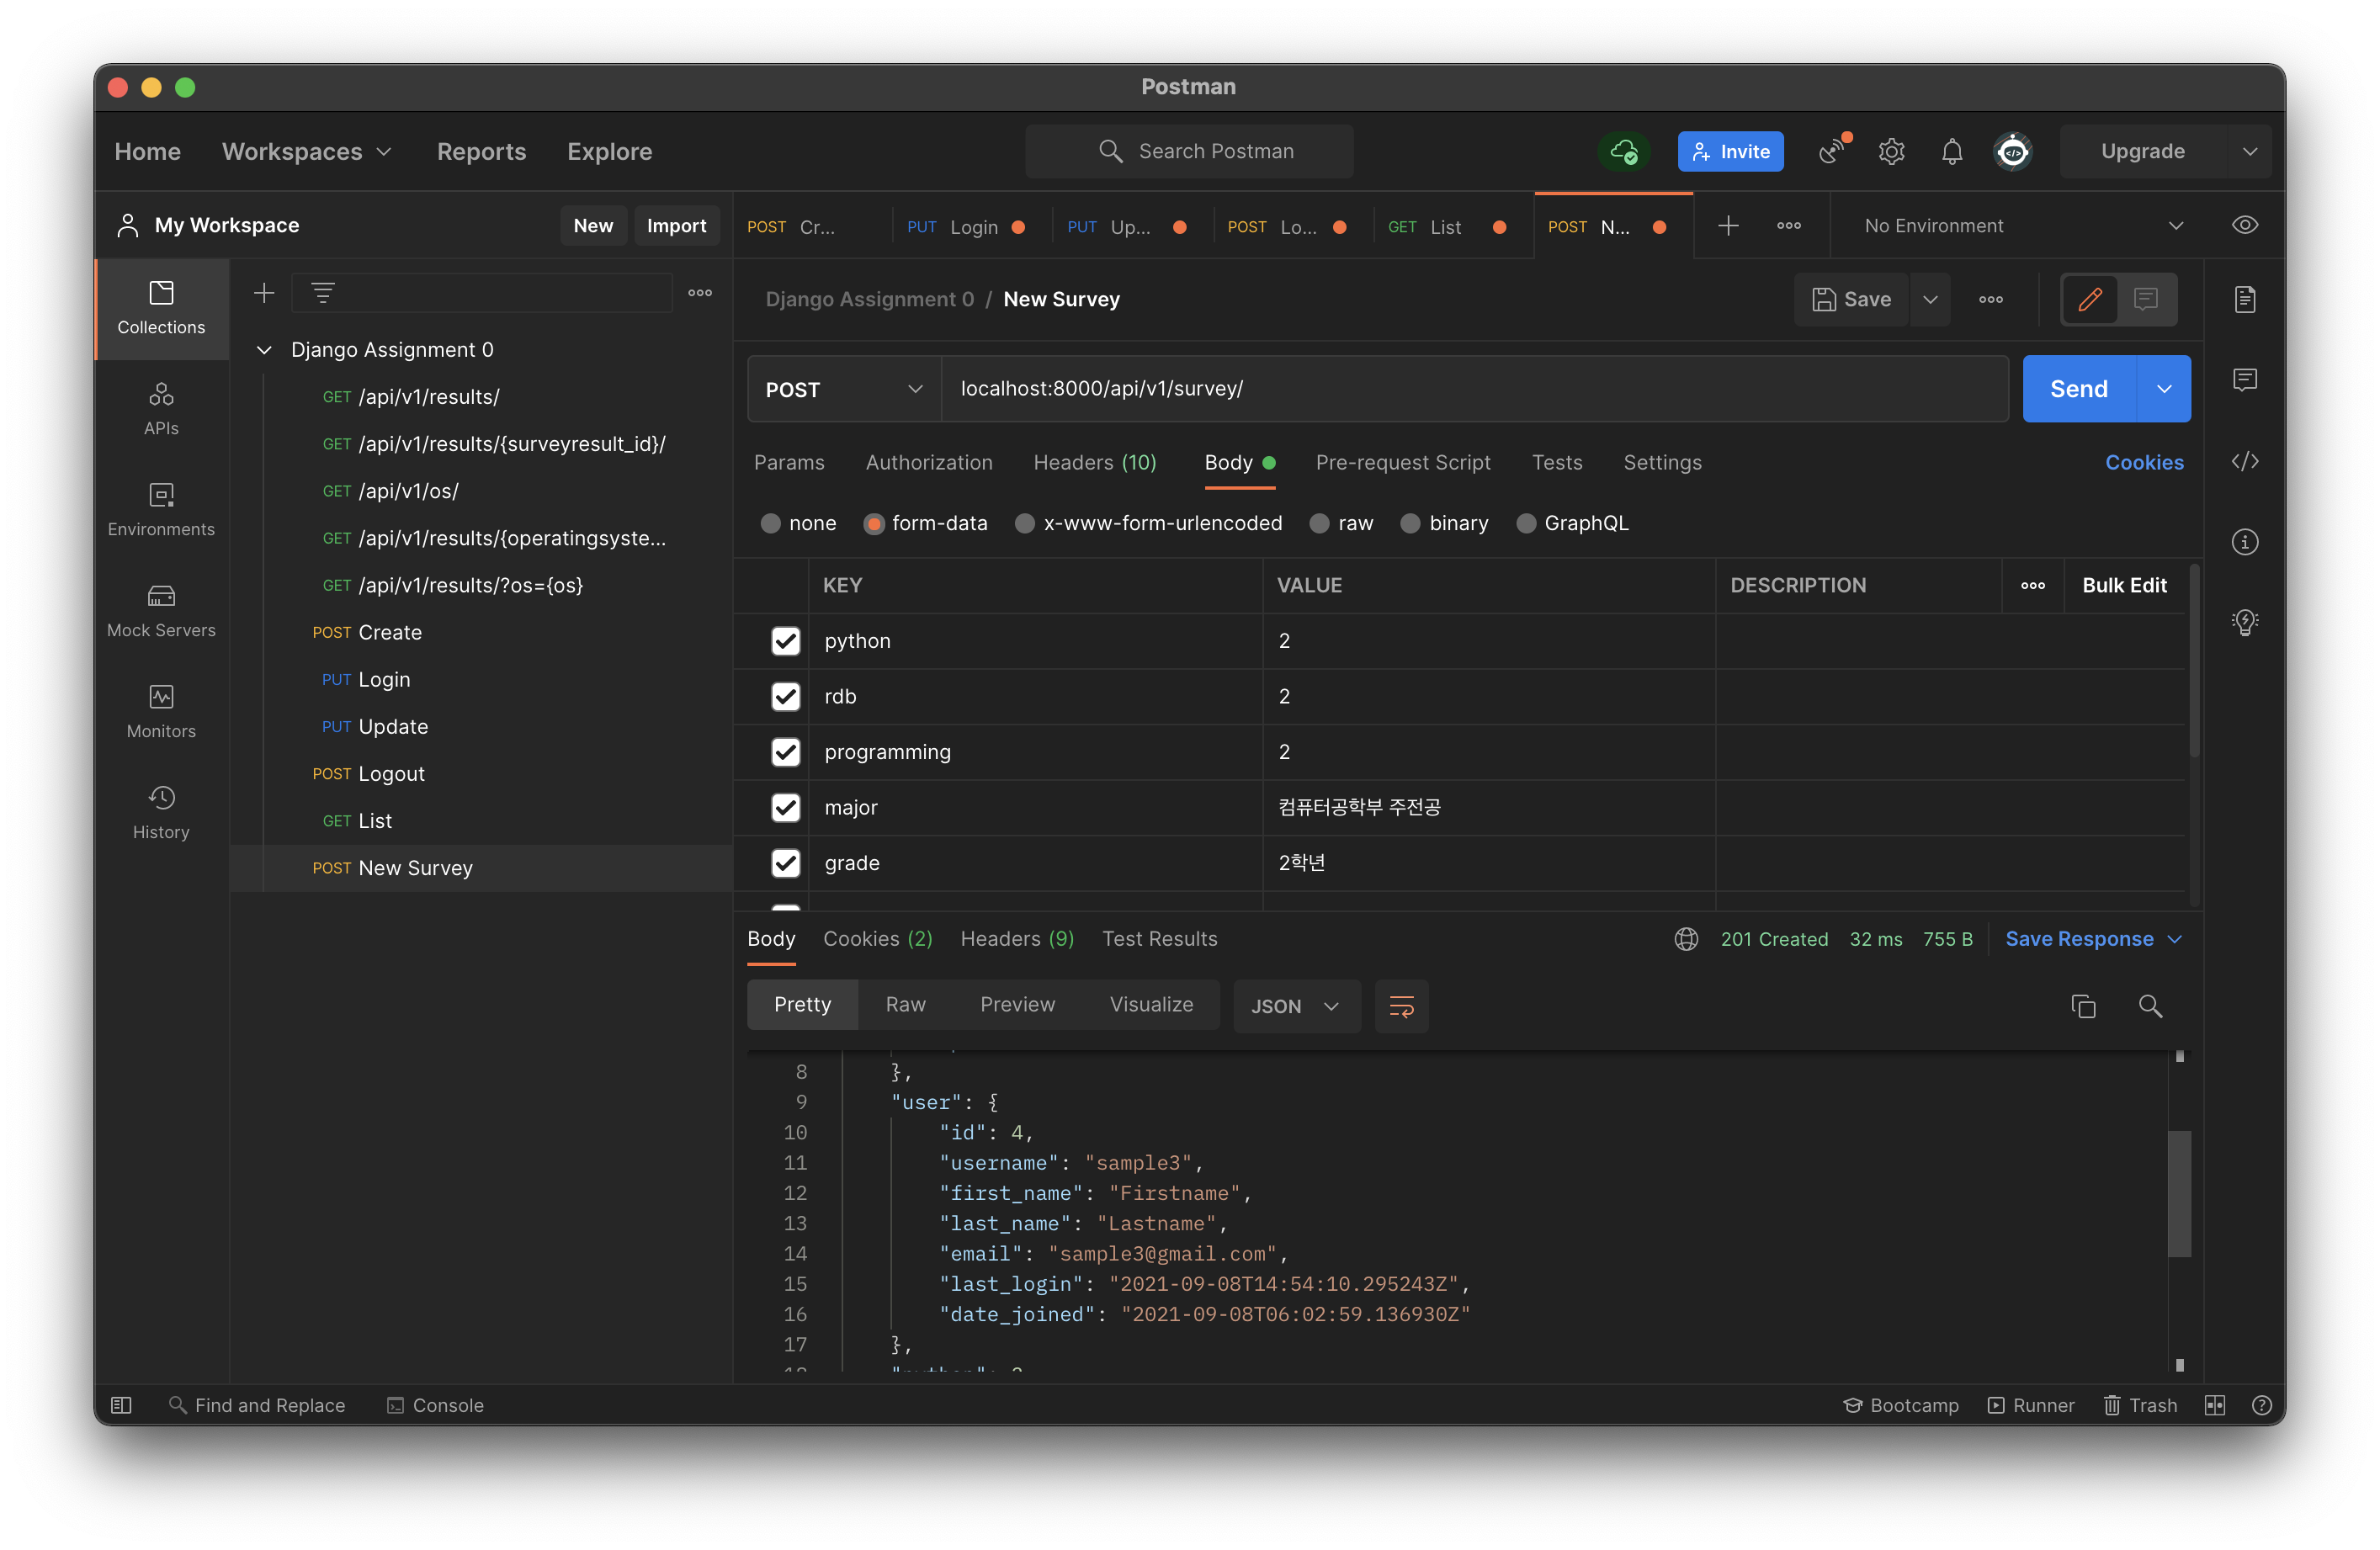 Postman
Home Workspaces Reports Explore Search Postman Invite Upgrade
My Workspace New Import
POST Cr... PUT Login PUT Up... POST Lo... GET List POST N... No Environment
Collections
APIs
Environments
Mock Servers
Monitors
History
Django Assignment 0
GET /api/v1/results/
GET /api/v1/results/{surveyresult_id}/
GET /api/v1/os/
GET /api/v1/results/{operatingsyste...
GET /api/v1/results/?os={os}
POST Create
PUT Login
PUT Update
POST Logout
GET List
POST New Survey
Django Assignment 0 / New Survey Save
POST localhost:8000/api/v1/survey/ Send
Params Authorization Headers (10) Body Pre-request Script Tests Settings Cookies
none form-data x-www-form-urlencoded raw binary GraphQL
KEY VALUE DESCRIPTION Bulk Edit
python 2
rdb 2
programming 2
major 컴퓨터공학부 주전공
grade 2학년
Body Cookies (2) Headers (9) Test Results 201 Created 32 ms 755 B Save Response
Pretty Raw Preview Visualize JSON
8 },
9 "user": {
10 "id": 4,
11 "username": "sample3",
12 "first_name": "Firstname",
13 "last_name": "Lastname",
14 "email": "sample3@gmail.com",
15 "last_login": "2021-09-08T14:54:10.295243Z",
16 "date_joined": "2021-09-08T06:02:59.136930Z"
17 },
Find and Replace Console Bootcamp Runner Trash